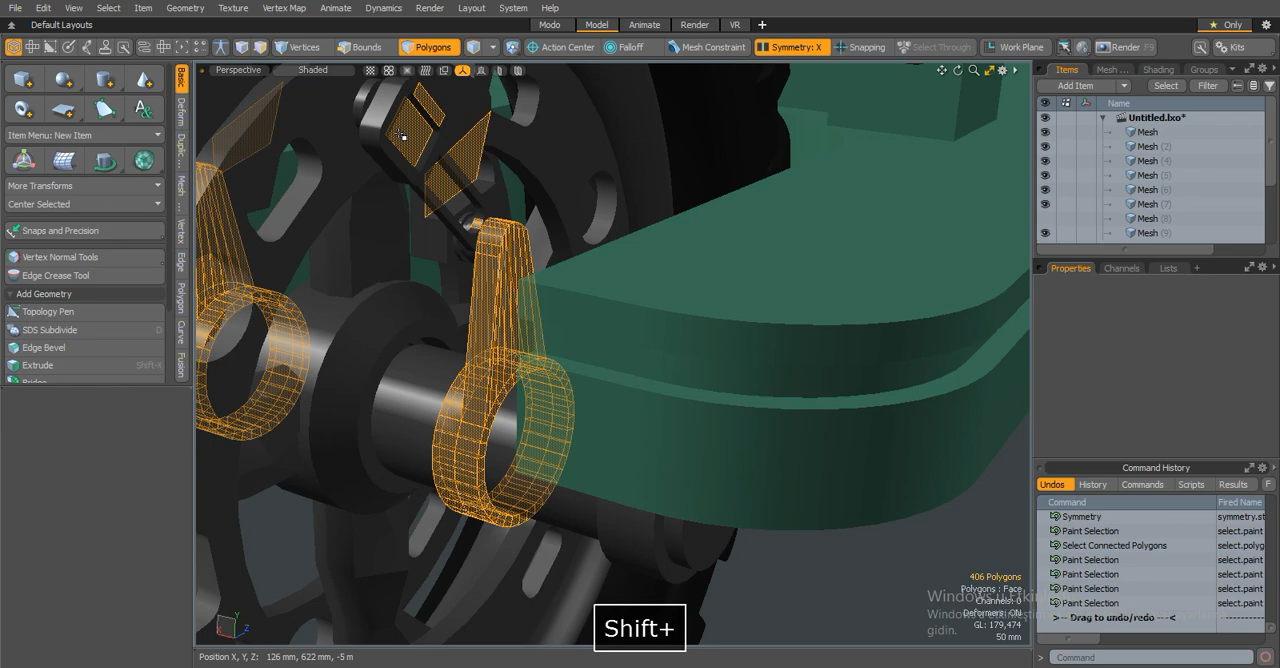 File Edit View Select Item Geometry Texture Vertex Map Animate Dynamics Render Layout System Help
Default Layouts
Modo Model Animate Render VR +
★ Only
Vertices Bounds Polygons Action Center Falloff Mesh Constraint Symmetry: X Snapping Select Through Work Plane Render F9 Kits
Perspective Shaded
Items Mesh ... Shading Groups
Add Item Select Filter
Name
Untitled.lxo*
Mesh
Mesh (2)
Mesh (4)
Mesh (5)
Mesh (6)
Mesh (7)
Mesh (8)
Mesh (9)
Item Menu: New Item
More Transforms
Center Selected
Snaps and Precision
Vertex Normal Tools
Edge Crease Tool
Add Geometry
Topology Pen
SDS Subdivide D
Edge Bevel
Extrude Shift-X
Bridge
Basic
Deform
Duplic ...
Mesh ...
Vertex
Edge
Polygon
Curve
Fusion
Properties Channels Lists +
Command History
Undos History Commands Scripts Results F
Command Fired Name
Symmetry symmetry.st
Paint Selection select.paint
Select Connected Polygons select.polyg
Paint Selection select.paint
Paint Selection select.paint
Paint Selection select.paint
Paint Selection select.paint
>-- Drag to undo/redo ---<
406 Polygons
Polygons : Face
Channels: 0
Deformers: ON
GL: 179,474
50 mm
gidin.
Shift+
Position X, Y, Z: 126 mm, 622 mm, -5 m
> Command